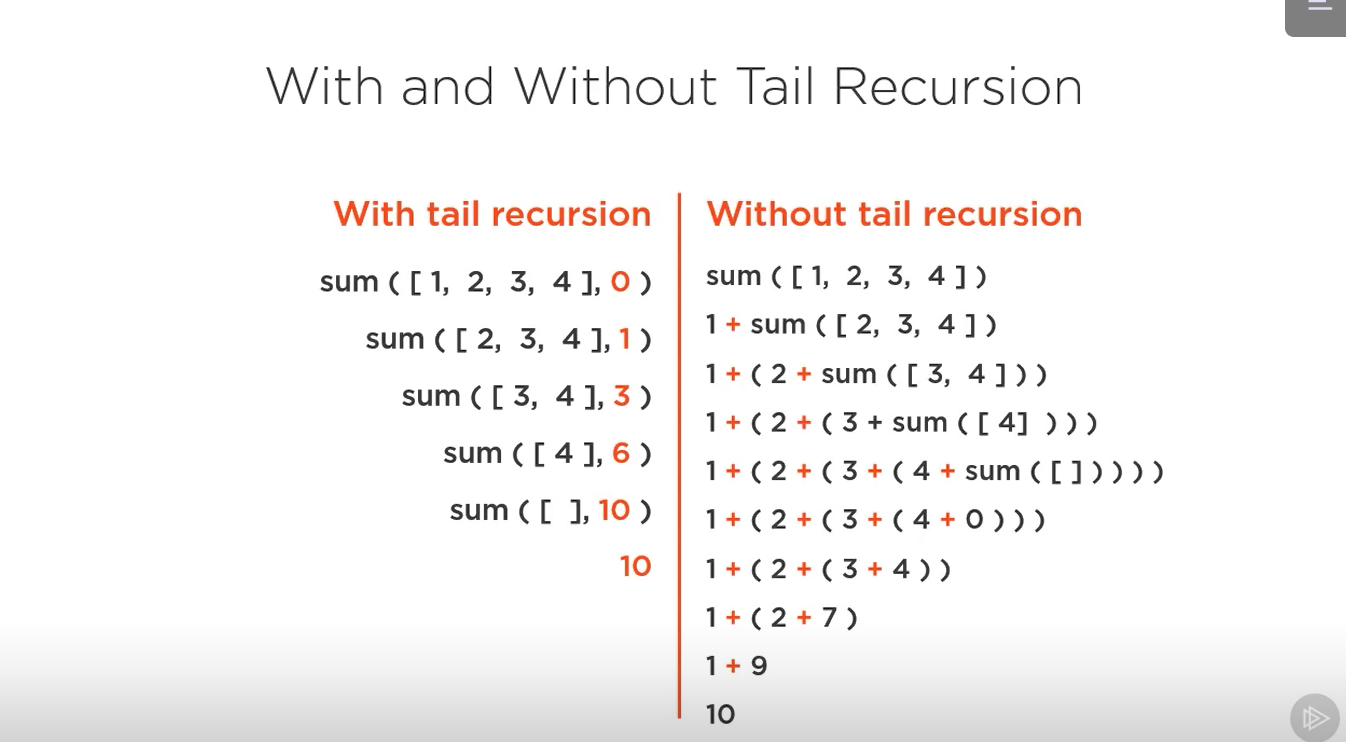 With and Without Tail Recursion
With tail recursion
sum ( [ 1, 2, 3, 4 ], 0 )
sum ( [ 2, 3, 4 ], 1 )
sum ( [ 3, 4 ], 3 )
sum ( [ 4 ], 6 )
sum ( [ ], 10 )
10
Without tail recursion
sum ( [ 1, 2, 3, 4 ] )
1 + sum ( [ 2, 3, 4 ] )
1 + ( 2 + sum ( [ 3, 4 ] ) )
1 + ( 2 + ( 3 + sum ( [ 4] ) ) )
1 + ( 2 + ( 3 + ( 4 + sum ( [ ] ) ) ) )
1 + ( 2 + ( 3 + ( 4 + 0 ) ) )
1 + ( 2 + ( 3 + 4 ) )
1 + ( 2 + 7 )
1 + 9
10